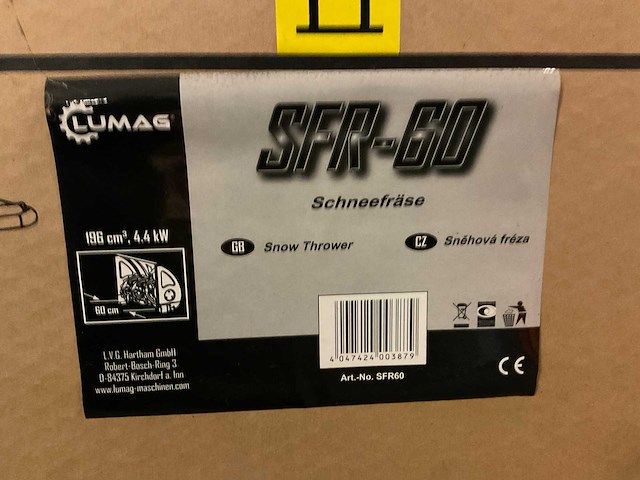 LUMAG
SFR-60
Schneefräse
196 cm³, 4.4 kW
GB Snow Thrower
CZ Sněhová fréza
60 cm
4 047424 003879
L.V.G. Hartham GmbH
Robert-Bosch-Ring 3
D-84375 Kirchdorf a. Inn
www.lumag-maschinen.com
Art.-No. SFR60
CE